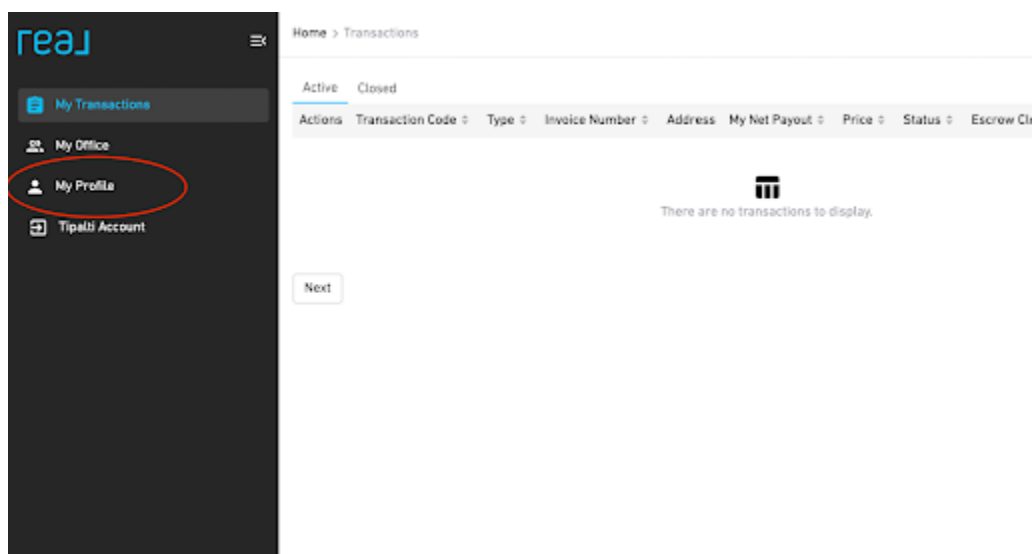 real
Home > Transactions
Active Closed
My Transactions
Actions Transaction Code Type Invoice Number Address My Net Payout Price Status Escrow
My Office
My Profile
There are no transactions to display.
Tipalti Account
Next